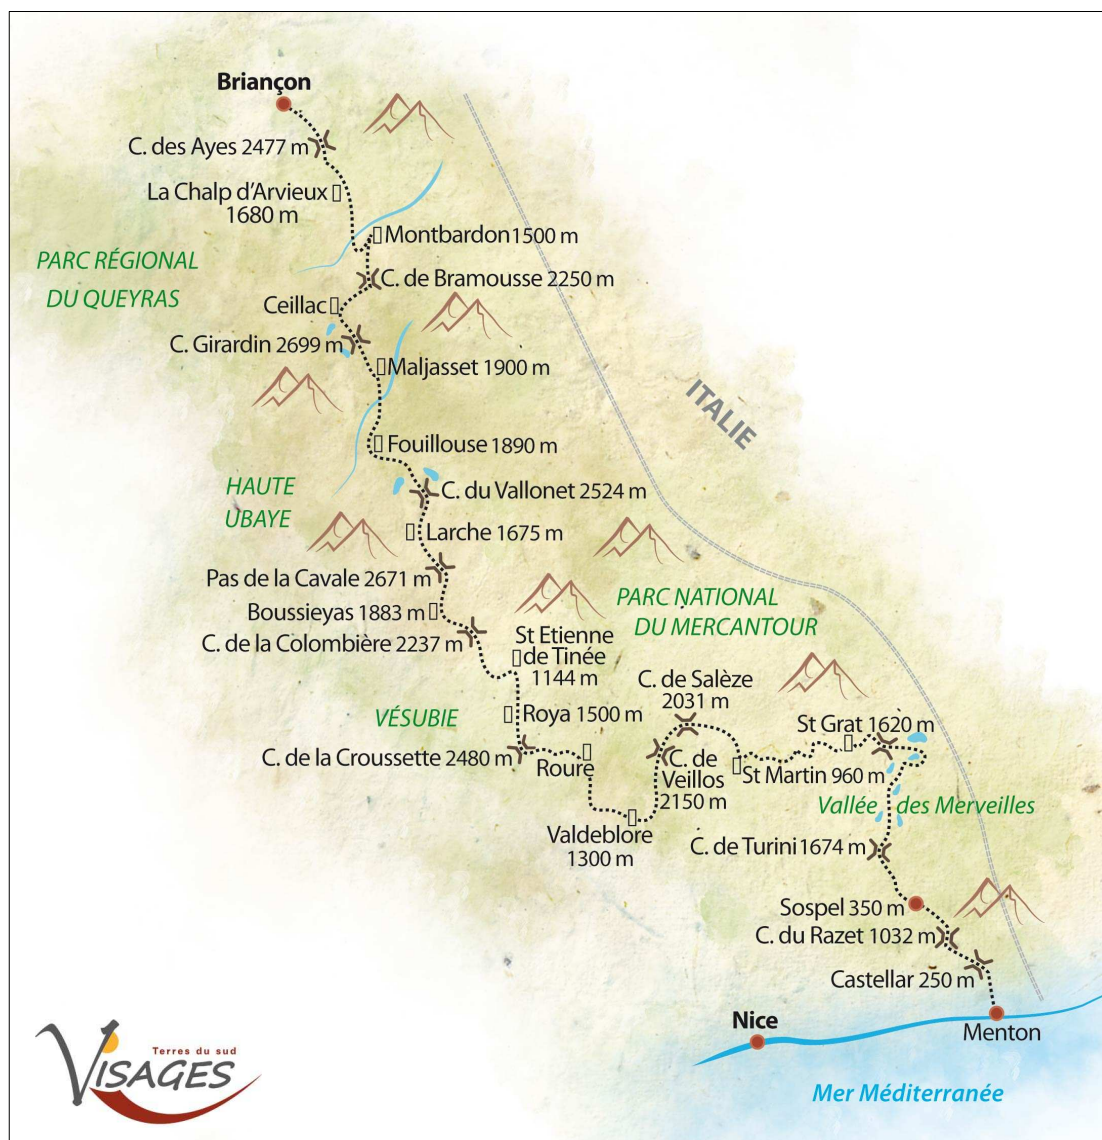 Briançon
C. des Ayes 2477 m
La Chalp d'Arvieux
1680 m
Montbardon 1500 m
PARC RÉGIONAL
DU QUEYRAS
C. de Bramousse 2250 m
Ceillac
C. Girardin 2699 m
Maljasset 1900 m
ITALIE
Fouillouse 1890 m
HAUTE
UBAYE
C. du Vallonet 2524 m
Larche 1675 m
Pas de la Cavale 2671 m
Boussieyas 1883 m
C. de la Colombière 2237 m
St Etienne
de Tinée
1144 m
PARC NATIONAL
DU MERCANTOUR
C. de Salèze
2031 m
VÉSUBIE
Roya 1500 m
St Grat 1620 m
C. de la Croussette 2480 m
Roure
C. de
Veillos
2150 m
St Martin 960 m
Vallée des Merveilles
Valdeblore
1300 m
C. de Turini 1674 m
Sospel 350 m
C. du Razet 1032 m
Castellar 250 m
Nice
Menton
Terres du sud
VISAGES
Mer Méditerranée